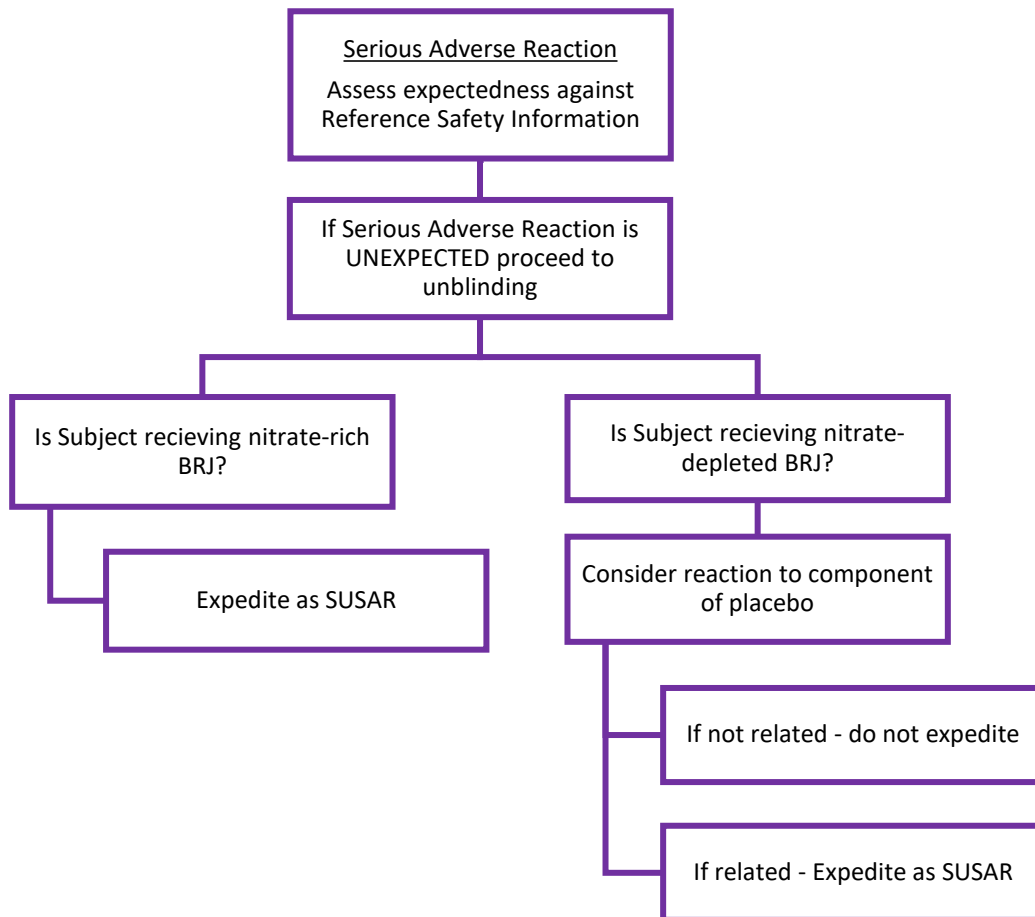 Serious Adverse Reaction
Assess expectedness against
Reference Safety Information
If Serious Adverse Reaction is
UNEXPECTED proceed to
unblinding
Is Subject recieving nitrate-rich
BRJ?
Is Subject recieving nitrate-
depleted BRJ?
Expedite as SUSAR
Consider reaction to component
of placebo
If not related - do not expedite
If related - Expedite as SUSAR